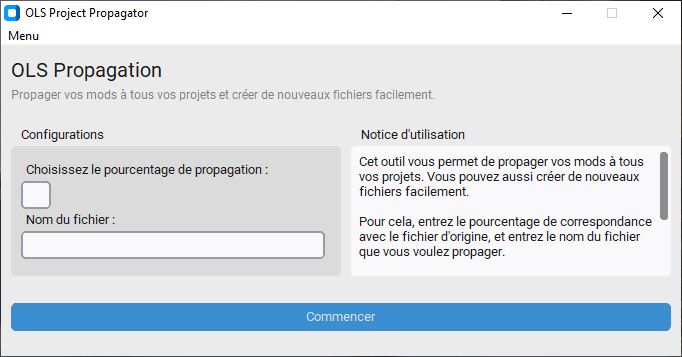 OLS Project Propagator
Menu
OLS Propagation
Propager vos mods à tous vos projets et créer de nouveaux fichiers facilement.
Configurations
Choisissez le pourcentage de propagation :
Nom du fichier :
Notice d'utilisation
Cet outil vous permet de propager vos mods à tous
vos projets. Vous pouvez aussi créer de nouveaux
fichiers facilement.
Pour cela, entrez le pourcentage de correspondance
avec le fichier d'origine, et entrez le nom du fichier
que vous voulez propager.
Commencer